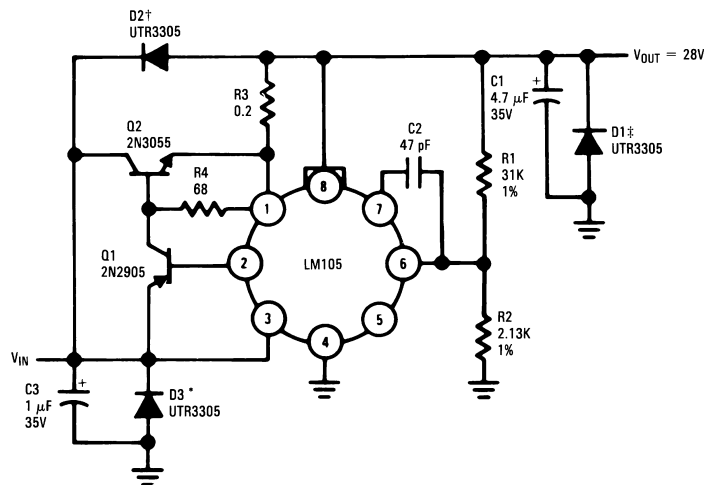 D2†
UTR3305
VOUT = 28V
R3
0.2
C1
4.7 μF
35V
+
Q2
2N3055
C2
47 pF
D1‡
UTR3305
R4
68
R1
31K
1%
8
1
7
Q1
2N2905
2
LM105
6
3
5
4
R2
2.13K
1%
VIN
C3
1 μF
35V
+
D3 *
UTR3305